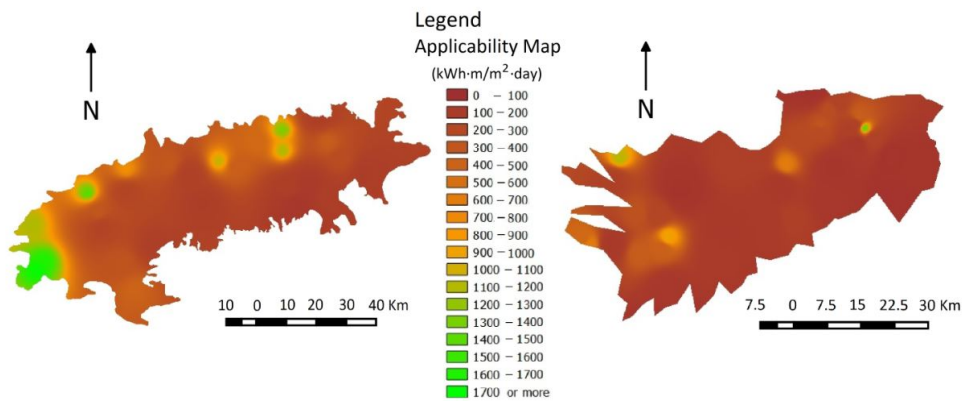 Legend
Applicability Map
(kWh·m/m²·day)
N
N
0 – 100
100 – 200
200 – 300
300 – 400
400 – 500
500 – 600
600 – 700
700 – 800
800 – 900
900 – 1000
1000 – 1100
1100 – 1200
1200 – 1300
1300 – 1400
1400 – 1500
1500 – 1600
1600 – 1700
1700 or more
10 0 10 20 30 40 Km
7.5 0 7.5 15 22.5 30 Km